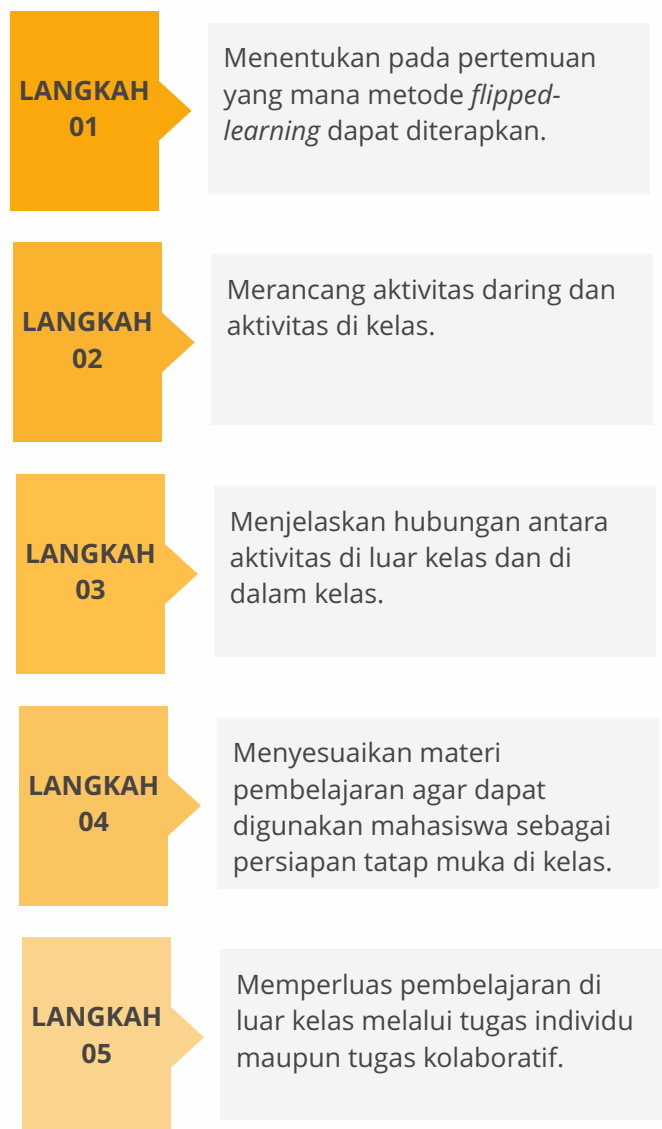 LANGKAH
01
Menentukan pada pertemuan
yang mana metode flipped-
learning dapat diterapkan.
LANGKAH
02
Merancang aktivitas daring dan
aktivitas di kelas.
LANGKAH
03
Menjelaskan hubungan antara
aktivitas di luar kelas dan di
dalam kelas.
LANGKAH
04
Menyesuaikan materi
pembelajaran agar dapat
digunakan mahasiswa sebagai
persiapan tatap muka di kelas.
LANGKAH
05
Memperluas pembelajaran di
luar kelas melalui tugas individu
maupun tugas kolaboratif.